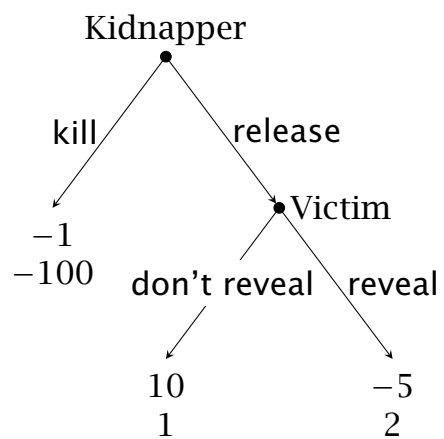 Kidnapper
kill
release
Victim
−1
−100
don't reveal
reveal
10
1
−5
2